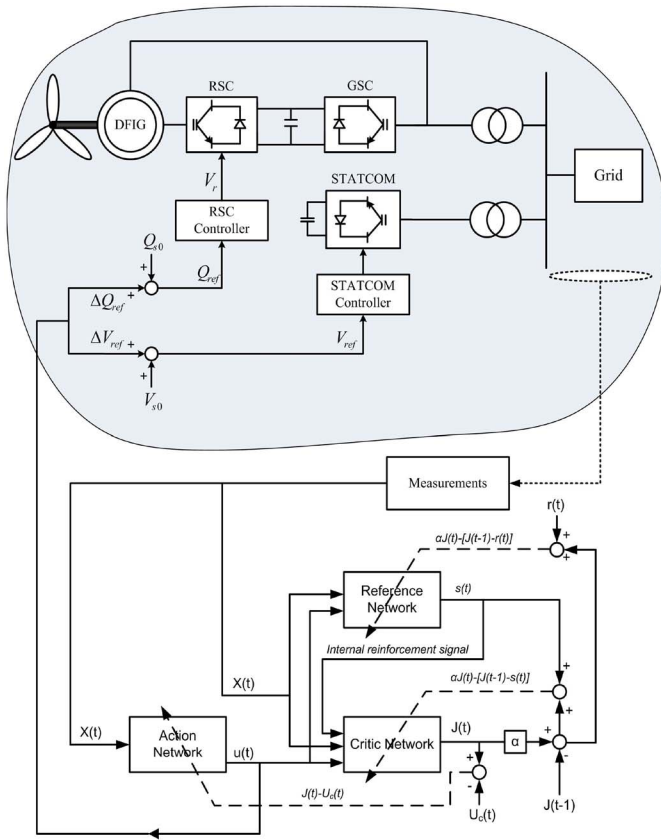 RSC
GSC
DFIG
Grid
V_r
STATCOM
RSC
Controller
Q_s0
+
Q_ref
ΔQ_ref +
STATCOM
Controller
ΔV_ref +
V_ref
+
V_s0
Measurements
r(t)
αJ(t)-[J(t-1)-r(t)]
+
+
Reference
Network
s(t)
Internal reinforcement signal
X(t)
αJ(t)-[J(t-1)-s(t)]
+
+
X(t)
Action
Network
u(t)
Critic Network
J(t)
α
+
-
+
-
J(t)-U_c(t)
U_c(t)
J(t-1)